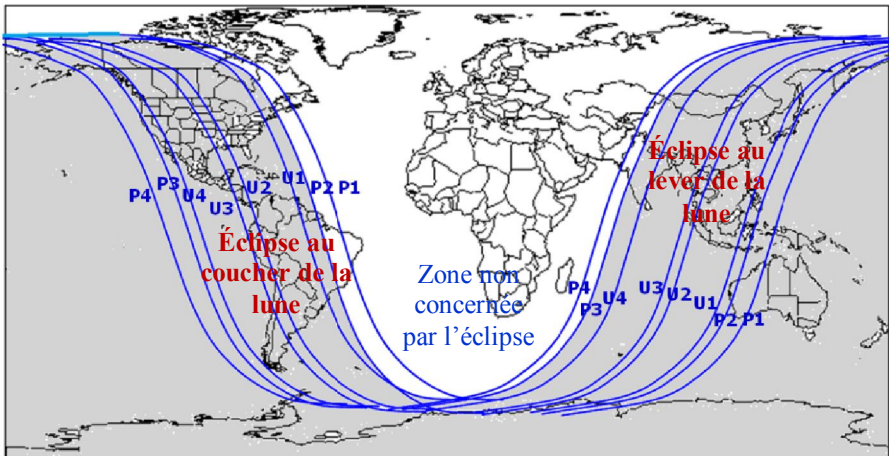 Éclipse au
lever de la
lune
P4
P3
U4
U3
U2
U1
P2
P1
Éclipse au
coucher de la
lune
Zone non
concernée
par l’éclipse
P4
P3
U4
U3
U2
U1
P2
P1